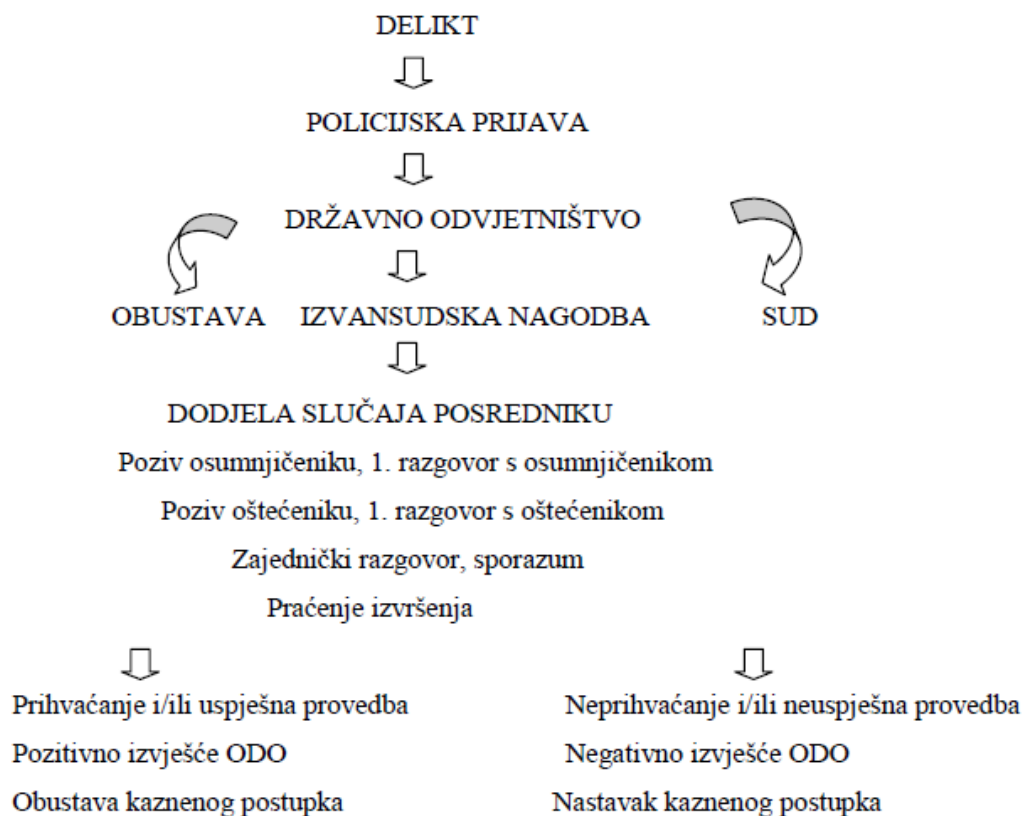 DELIKT
POLICIJSKA PRIJAVA
DRŽAVNO ODVJETNIŠTVO
OBUSTAVA IZVANSUDSKA NAGODBA SUD
DODJELA SLUČAJA POSREDNIKU
Poziv osumnjičeniku, 1. razgovor s osumnjičenikom
Poziv oštećeniku, 1. razgovor s oštećenikom
Zajednički razgovor, sporazum
Praćenje izvršenja
Prihvaćanje i/ili uspješna provedba
Pozitivno izvješće ODO
Obustava kaznenog postupka
Neprihvaćanje i/ili neuspješna provedba
Negativno izvješće ODO
Nastavak kaznenog postupka